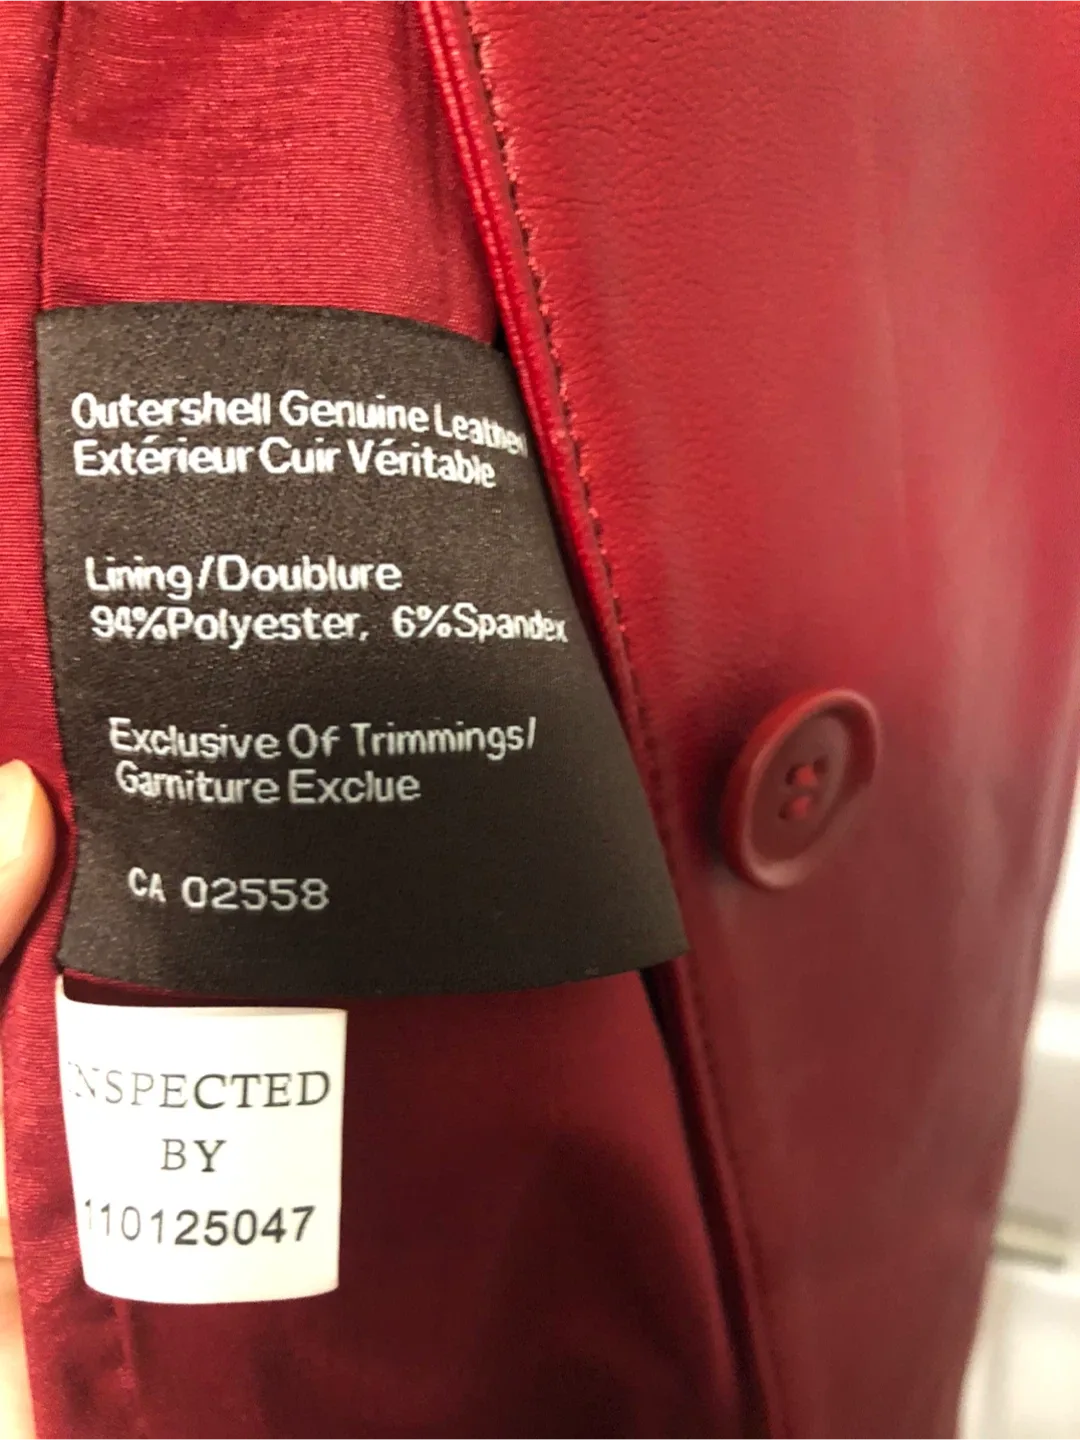 Outershell Genuine Leather
Extérieur Cuir Véritable
Lining/Doublure
94%Polyester, 6%Spandex
Exclusive Of Trimmings/
Garniture Exclue
CA 02558
INSPECTED
BY
110125047